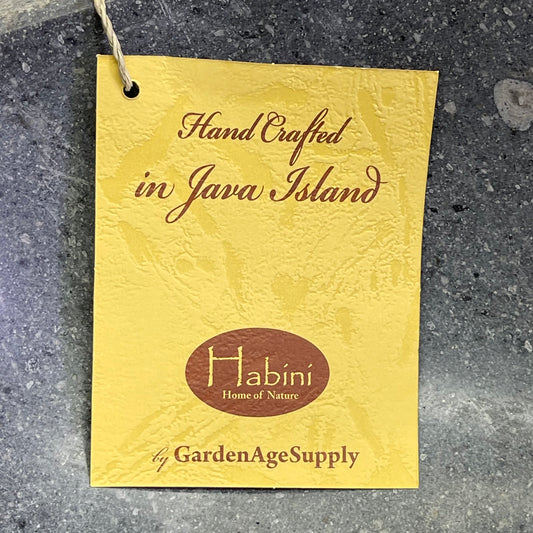 Hand Crafted
in Java Island
Habini
Home of Nature
by GardenAgeSupply